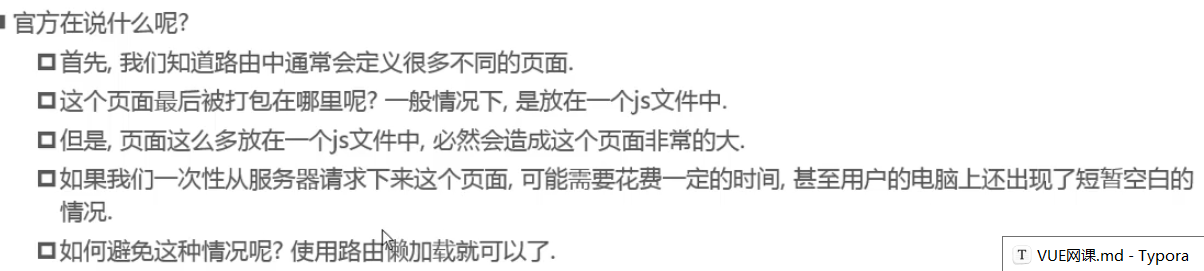 官方在说什么呢?
首先, 我们知道路由中通常会定义很多不同的页面.
这个页面最后被打包在哪里呢? 一般情况下, 是放在一个js文件中.
但是, 页面这么多放在一个js文件中, 必然会造成这个页面非常的大.
如果我们一次性从服务器请求下来这个页面, 可能需要花费一定的时间, 甚至用户的电脑上还出现了短暂空白的
情况.
如何避免这种情况呢? 使用路由懒加载就可以了.
T VUE网课.md - Typora